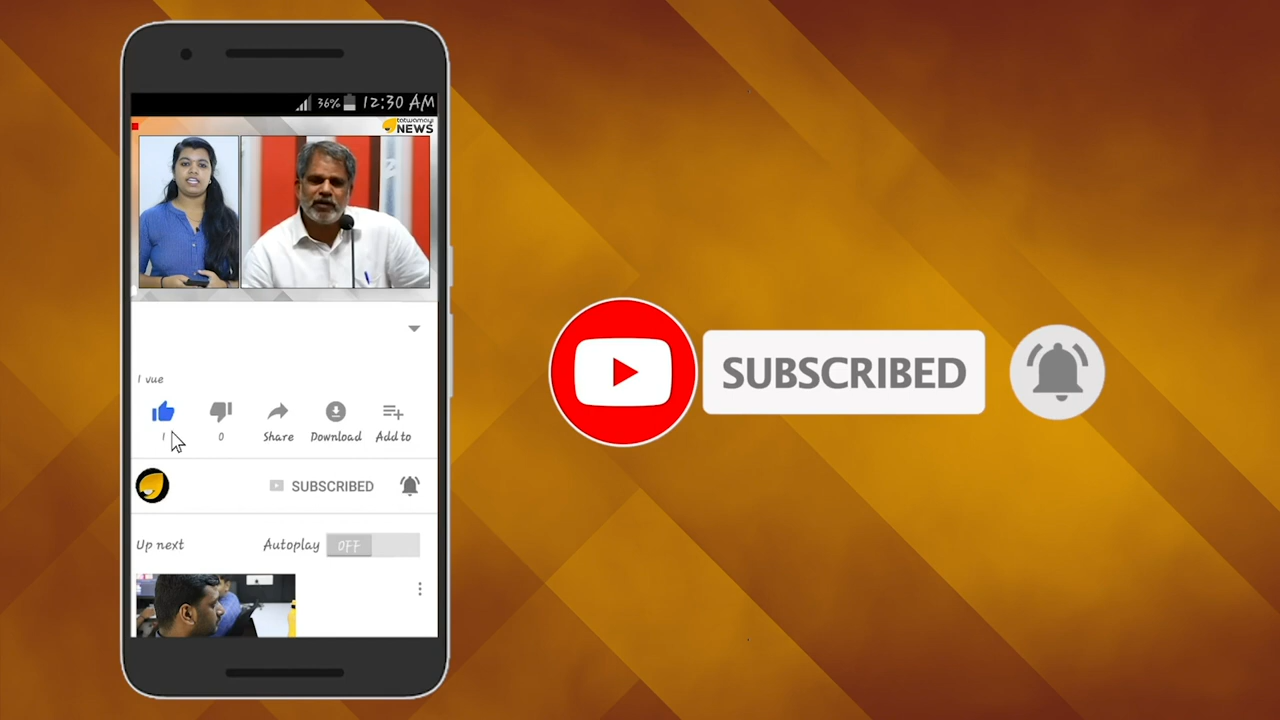 36% 12:30 AM
tatwamayi
NEWS
1 vue
1 0 Share Download Add to
SUBSCRIBED
Up next Autoplay OFF
SUBSCRIBED